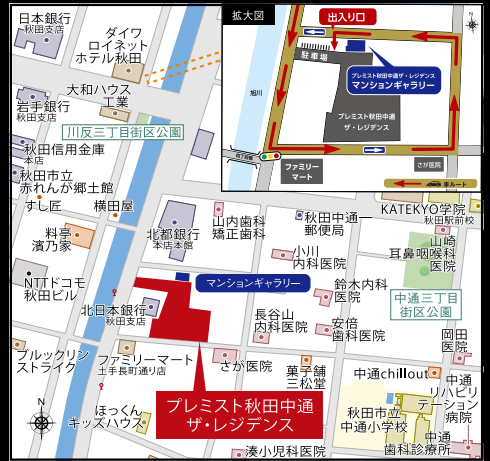 日本銀行
秋田支店
ダイワ
ロイネット
ホテル秋田
大和ハウス
工業
岩手銀行
秋田支店
川反三丁目街区公園
秋田信用金庫
本店
秋田市立
赤れんが郷土館
すし匠
横田屋
料亭
濱乃家
北都銀行
本店本館
山内歯科
矯正歯科
秋田中通一
郵便局
KATEKYO学院
秋田駅前校
山崎
耳鼻咽喉科
医院
小川
内科医院
NTTドコモ
秋田ビル
マンションギャラリー
鈴木内科
医院
中通三丁目
街区公園
北日本銀行
秋田支店
長谷山
内科医院
安倍
歯科医院
岡田
医院
ブルックリン
ストライク
ファミリーマート
土手長町通り店
さが医院
菓子舗
三松堂
中通chillout
中通
リハビリ
テーション
病院
プレミスト秋田中通
ザ・レジデンス
ほっくん
キッズハウス
秋田市立
中通小学校
湊小児科医院
中通
歯科診療所
N
拡大図
出入り口
駐車場
プレミスト秋田中通ザ・レジデンス
マンションギャラリー
旭川
プレミスト秋田中通
ザ・レジデンス
さが医院
ファミリー
マート
車ルート